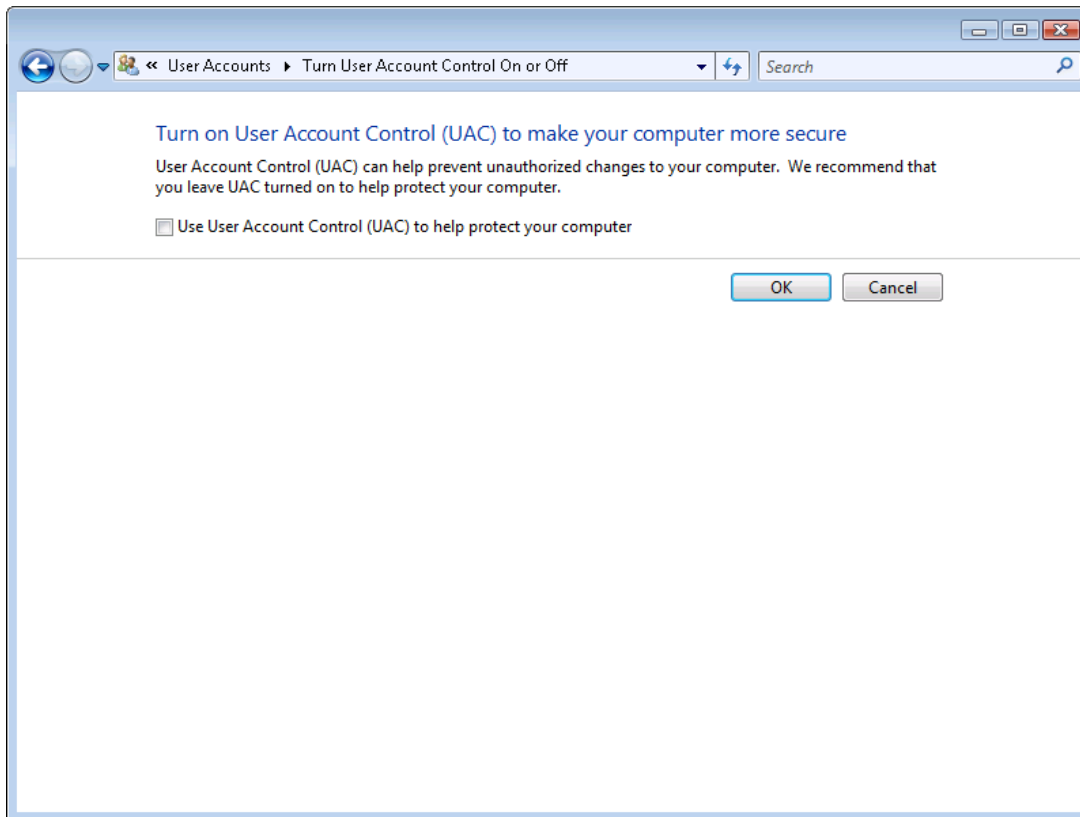 « User Accounts ▸ Turn User Account Control On or Off Search
Turn on User Account Control (UAC) to make your computer more secure
User Account Control (UAC) can help prevent unauthorized changes to your computer.  We recommend that
you leave UAC turned on to help protect your computer.
Use User Account Control (UAC) to help protect your computer
OK Cancel